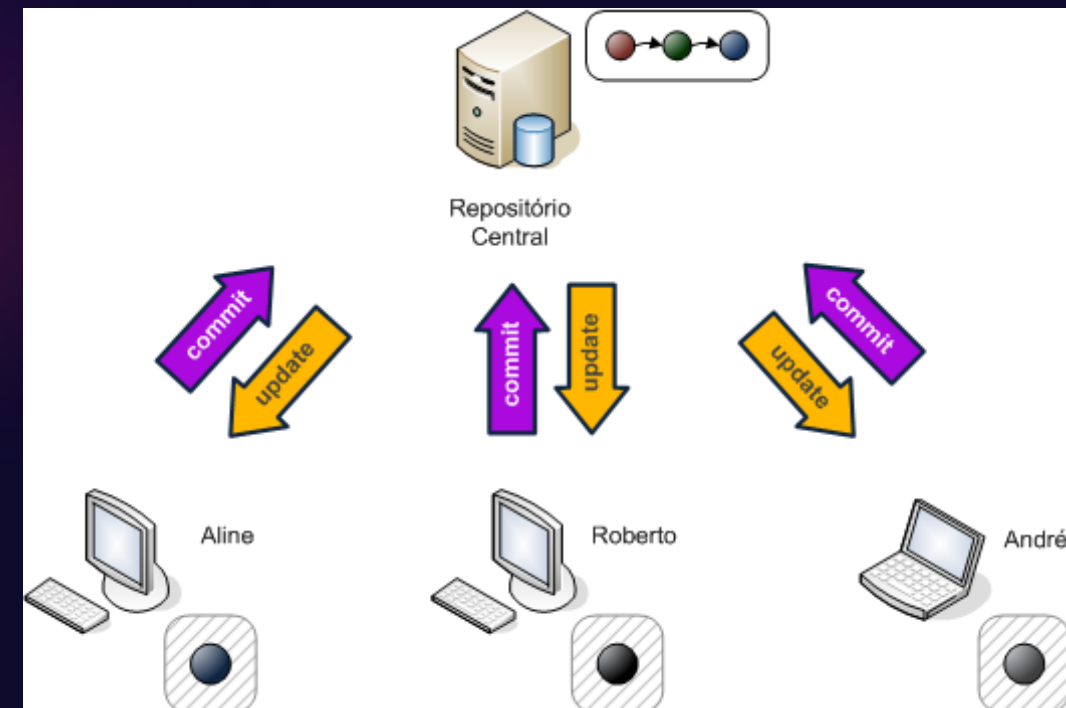 Repositório
Central
commit
update
commit
update
commit
update
Aline
Roberto
André